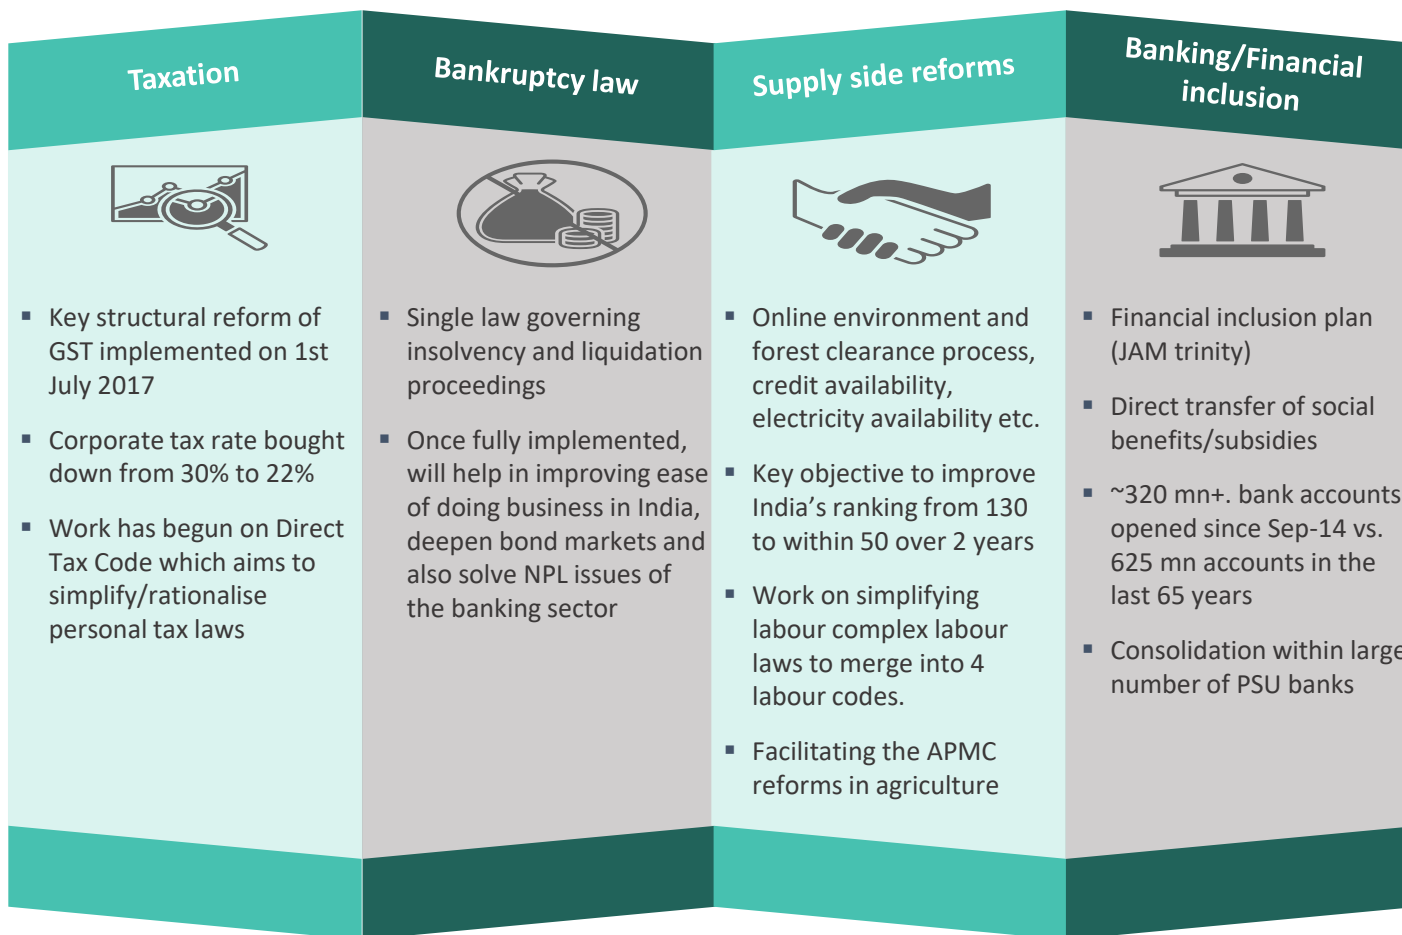 Taxation
Key structural reform of
GST implemented on 1st
July 2017
Corporate tax rate bought
down from 30% to 22%
Work has begun on Direct
Tax Code which aims to
simplify/rationalise
personal tax laws
Bankruptcy law
Single law governing
insolvency and liquidation
proceedings
Once fully implemented,
will help in improving ease
of doing business in India,
deepen bond markets and
also solve NPL issues of
the banking sector
Supply side reforms
Online environment and
forest clearance process,
credit availability,
electricity availability etc.
Key objective to improve
India's ranking from 130
to within 50 over 2 years
Work on simplifying
labour complex labour
laws to merge into 4
labour codes.
Facilitating the APMC
reforms in agriculture
Banking/Financial
inclusion
Financial inclusion plan
(JAM trinity)
Direct transfer of social
benefits/subsidies
~320 mn+. bank accounts
opened since Sep-14 vs.
625 mn accounts in the
last 65 years
Consolidation within large
number of PSU banks